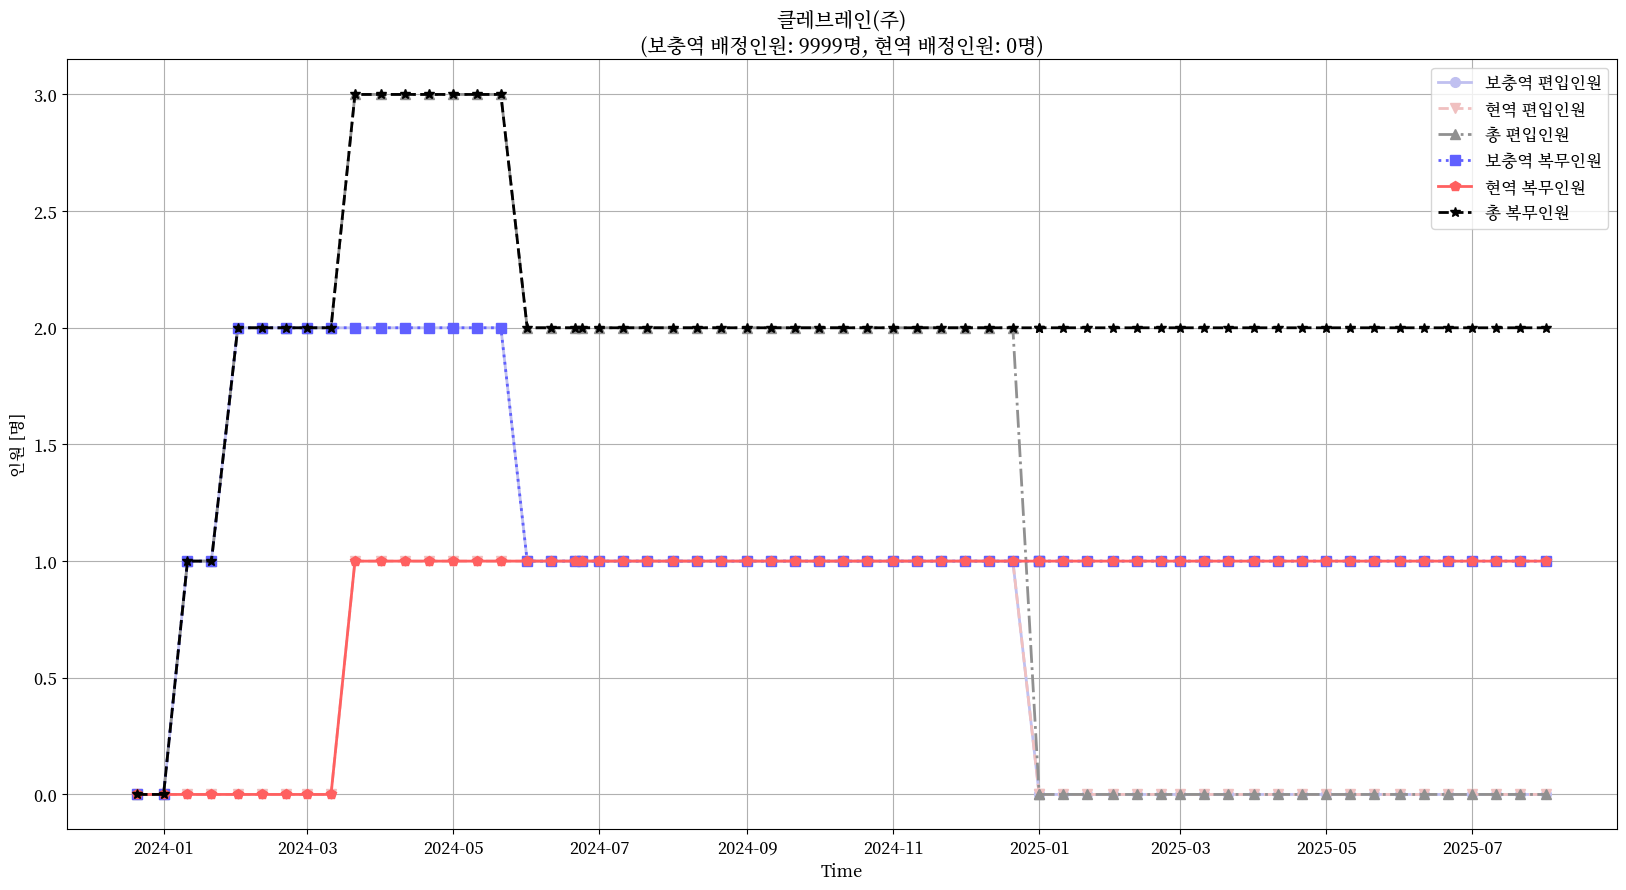 클레브레인(주)
(보충역 배정인원: 9999명, 현역 배정인원: 0명)
보충역 편입인원
현역 편입인원
총 편입인원
보충역 복무인원
현역 복무인원
총 복무인원
3.0
2.5
2.0
1.5
1.0
0.5
0.0
인원 [명]
2024-01
2024-03
2024-05
2024-07
2024-09
2024-11
2025-01
2025-03
2025-05
2025-07
Time